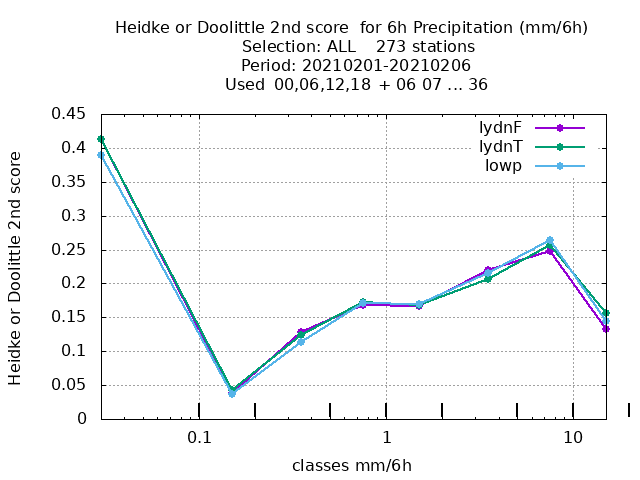 Heidke or Doolittle 2nd score  for 6h Precipitation (mm/6h)
Selection: ALL    273 stations
Period: 20210201-20210206
Used  00,06,12,18  + 06 07 ... 36
lydnF
lydnT
lowp
0.45
0.4
0.35
0.3
0.25
0.2
0.15
0.1
0.05
0
Heidke or Doolittle 2nd score
0.1
1
10
classes mm/6h